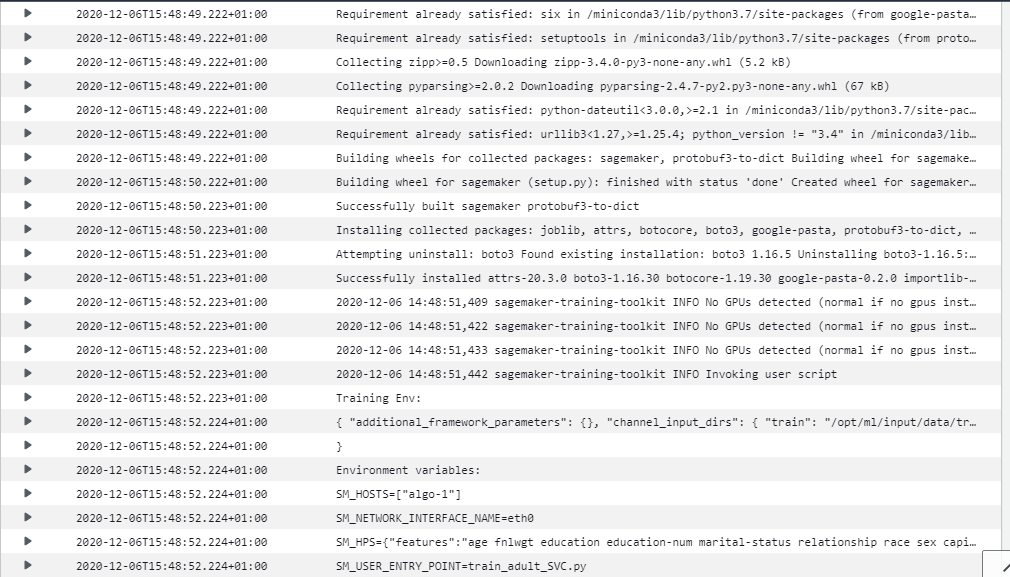 2020-12-06T15:48:49.222+01:00 Requirement already satisfied: six in /miniconda3/lib/python3.7/site-packages (from google-pasta…
2020-12-06T15:48:49.222+01:00 Requirement already satisfied: setuptools in /miniconda3/lib/python3.7/site-packages (from proto…
2020-12-06T15:48:49.222+01:00 Collecting zipp>=0.5 Downloading zipp-3.4.0-py3-none-any.whl (5.2 kB)
2020-12-06T15:48:49.222+01:00 Collecting pyparsing>=2.0.2 Downloading pyparsing-2.4.7-py2.py3-none-any.whl (67 kB)
2020-12-06T15:48:49.222+01:00 Requirement already satisfied: python-dateutil<3.0.0,>=2.1 in /miniconda3/lib/python3.7/site-pac…
2020-12-06T15:48:49.222+01:00 Requirement already satisfied: urllib3<1.27,>=1.25.4; python_version != "3.4" in /miniconda3/lib…
2020-12-06T15:48:49.222+01:00 Building wheels for collected packages: sagemaker, protobuf3-to-dict Building wheel for sagemake…
2020-12-06T15:48:50.222+01:00 Building wheel for sagemaker (setup.py): finished with status 'done' Created wheel for sagemaker…
2020-12-06T15:48:50.223+01:00 Successfully built sagemaker protobuf3-to-dict
2020-12-06T15:48:50.223+01:00 Installing collected packages: joblib, attrs, botocore, boto3, google-pasta, protobuf3-to-dict, …
2020-12-06T15:48:51.223+01:00 Attempting uninstall: boto3 Found existing installation: boto3 1.16.5 Uninstalling boto3-1.16.5:…
2020-12-06T15:48:51.223+01:00 Successfully installed attrs-20.3.0 boto3-1.16.30 botocore-1.19.30 google-pasta-0.2.0 importlib-…
2020-12-06T15:48:52.223+01:00 2020-12-06 14:48:51,409 sagemaker-training-toolkit INFO No GPUs detected (normal if no gpus inst…
2020-12-06T15:48:52.223+01:00 2020-12-06 14:48:51,422 sagemaker-training-toolkit INFO No GPUs detected (normal if no gpus inst…
2020-12-06T15:48:52.223+01:00 2020-12-06 14:48:51,433 sagemaker-training-toolkit INFO No GPUs detected (normal if no gpus inst…
2020-12-06T15:48:52.223+01:00 2020-12-06 14:48:51,442 sagemaker-training-toolkit INFO Invoking user script
2020-12-06T15:48:52.223+01:00 Training Env:
2020-12-06T15:48:52.224+01:00 { "additional_framework_parameters": {}, "channel_input_dirs": { "train": "/opt/ml/input/data/tr…
2020-12-06T15:48:52.224+01:00 }
2020-12-06T15:48:52.224+01:00 Environment variables:
2020-12-06T15:48:52.224+01:00 SM_HOSTS=["algo-1"]
2020-12-06T15:48:52.224+01:00 SM_NETWORK_INTERFACE_NAME=eth0
2020-12-06T15:48:52.224+01:00 SM_HPS={"features":"age fnlwgt education education-num marital-status relationship race sex capi…
2020-12-06T15:48:52.224+01:00 SM_USER_ENTRY_POINT=train_adult_SVC.py